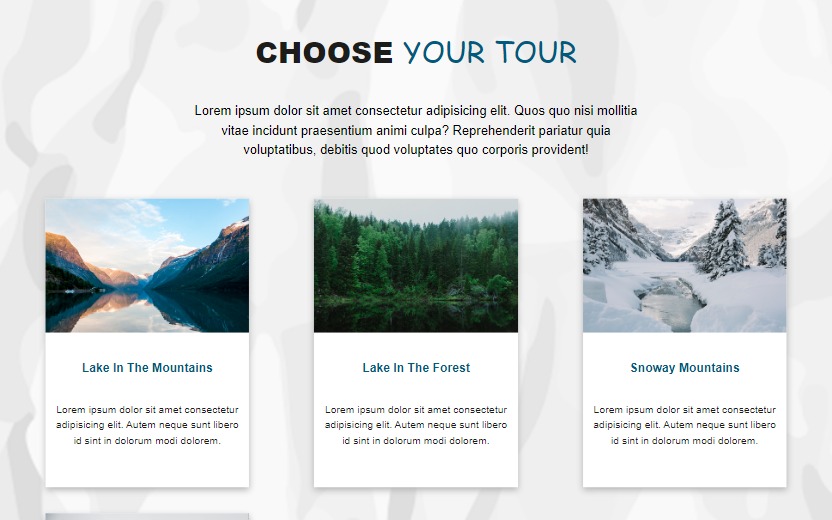 CHOOSE YOUR TOUR
Lorem ipsum dolor sit amet consectetur adipisicing elit. Quos quo nisi mollitia
vitae incidunt praesentium animi culpa? Reprehenderit pariatur quia
voluptatibus, debitis quod voluptates quo corporis provident!
Lake In The Mountains
Lorem ipsum dolor sit amet consectetur
adipisicing elit. Autem neque sunt libero
id sint in dolorum modi dolorem.
Lake In The Forest
Lorem ipsum dolor sit amet consectetur
adipisicing elit. Autem neque sunt libero
id sint in dolorum modi dolorem.
Snoway Mountains
Lorem ipsum dolor sit amet consectetur
adipisicing elit. Autem neque sunt libero
id sint in dolorum modi dolorem.